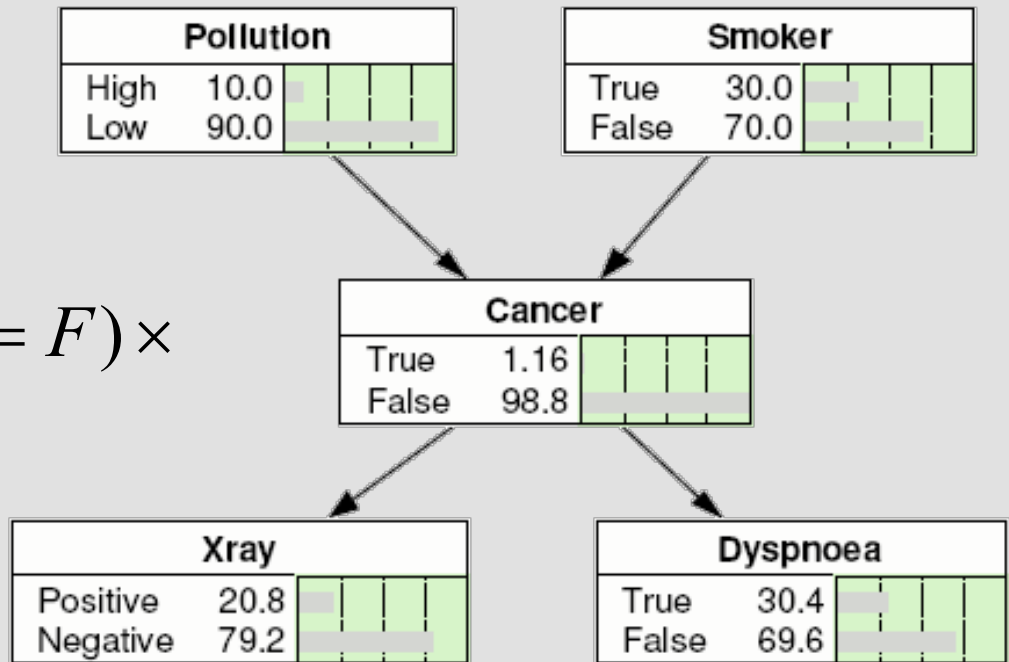 Pollution
High 10.0
Low 90.0
Smoker
True 30.0
False 70.0
= F) ×
Cancer
True 1.16
False 98.8
Xray
Positive 20.8
Negative 79.2
Dyspnoea
True 30.4
False 69.6